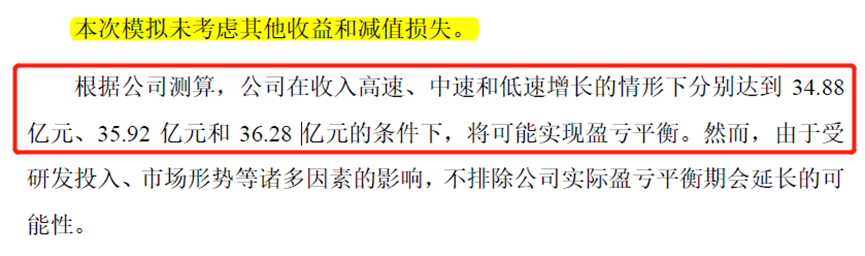 本次模拟未考虑其他收益和减值损失。
根据公司测算，公司在收入高速、中速和低速增长的情形下分别达到 34.88
亿元、35.92 亿元和 36.28 亿元的条件下，将可能实现盈亏平衡。然而，由于受
研发投入、市场形势等诸多因素的影响，不排除公司实际盈亏平衡期会延长的可
能性。